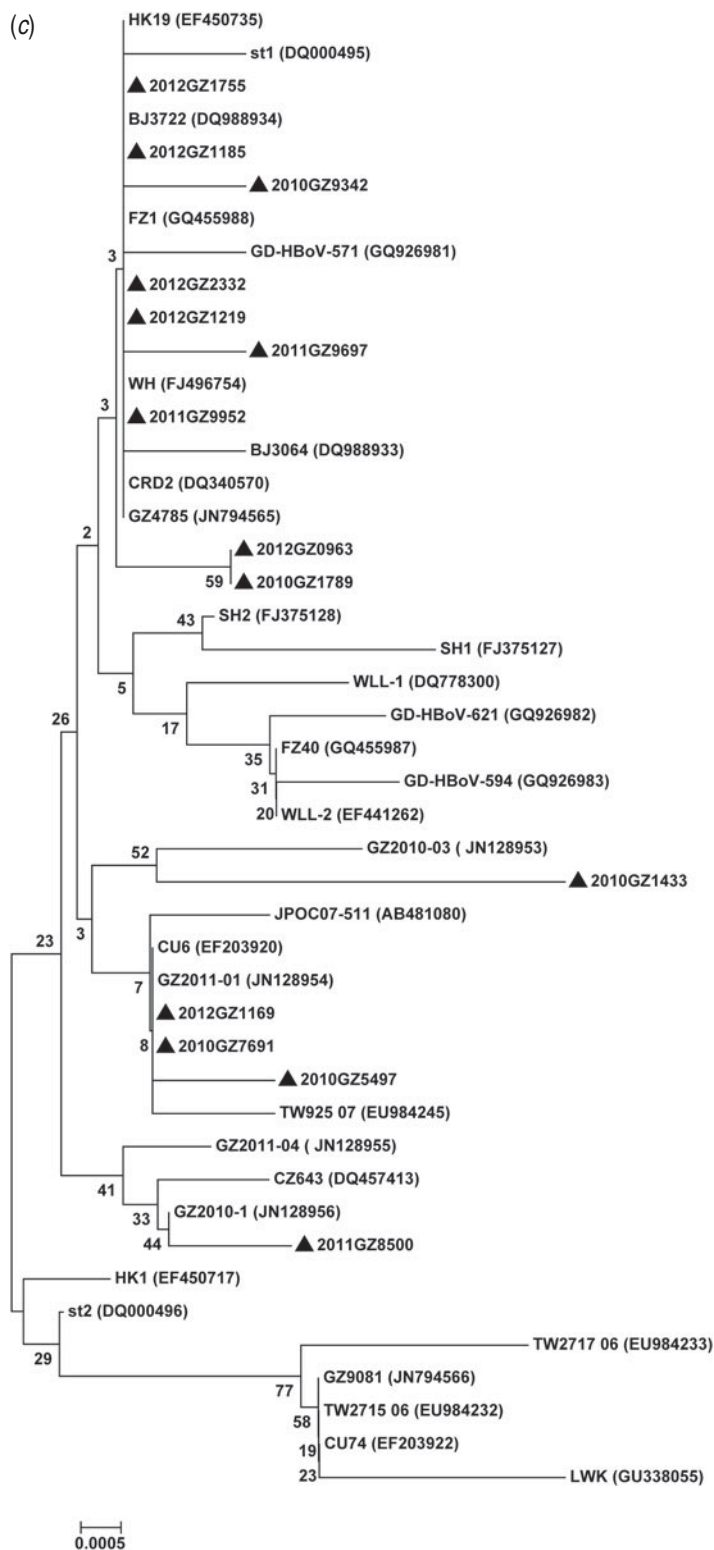 (c)
HK19 (EF450735)
st1 (DQ000495)
▲ 2012GZ1755
BJ3722 (DQ988934)
▲ 2012GZ1185
▲ 2010GZ9342
FZ1 (GQ455988)
3
GD-HBoV-571 (GQ926981)
▲ 2012GZ2332
▲ 2012GZ1219
▲ 2011GZ9697
WH (FJ496754)
3
▲ 2011GZ9952
BJ3064 (DQ988933)
CRD2 (DQ340570)
GZ4785 (JN794565)
2
▲ 2012GZ0963
59
▲ 2010GZ1789
43
SH2 (FJ375128)
SH1 (FJ375127)
5
WLL-1 (DQ778300)
26
17
GD-HBoV-621 (GQ926982)
35
FZ40 (GQ455987)
31
GD-HBoV-594 (GQ926983)
20
WLL-2 (EF441262)
52
GZ2010-03 ( JN128953)
▲ 2010GZ1433
23
3
JPOC07-511 (AB481080)
CU6 (EF203920)
7
GZ2011-01 (JN128954)
▲ 2012GZ1169
8
▲ 2010GZ7691
▲ 2010GZ5497
TW925 07 (EU984245)
GZ2011-04 ( JN128955)
41
CZ643 (DQ457413)
33
GZ2010-1 (JN128956)
44
▲ 2011GZ8500
HK1 (EF450717)
st2 (DQ000496)
29
TW2717 06 (EU984233)
77
GZ9081 (JN794566)
58
TW2715 06 (EU984232)
19
CU74 (EF203922)
23
LWK (GU338055)
0.0005